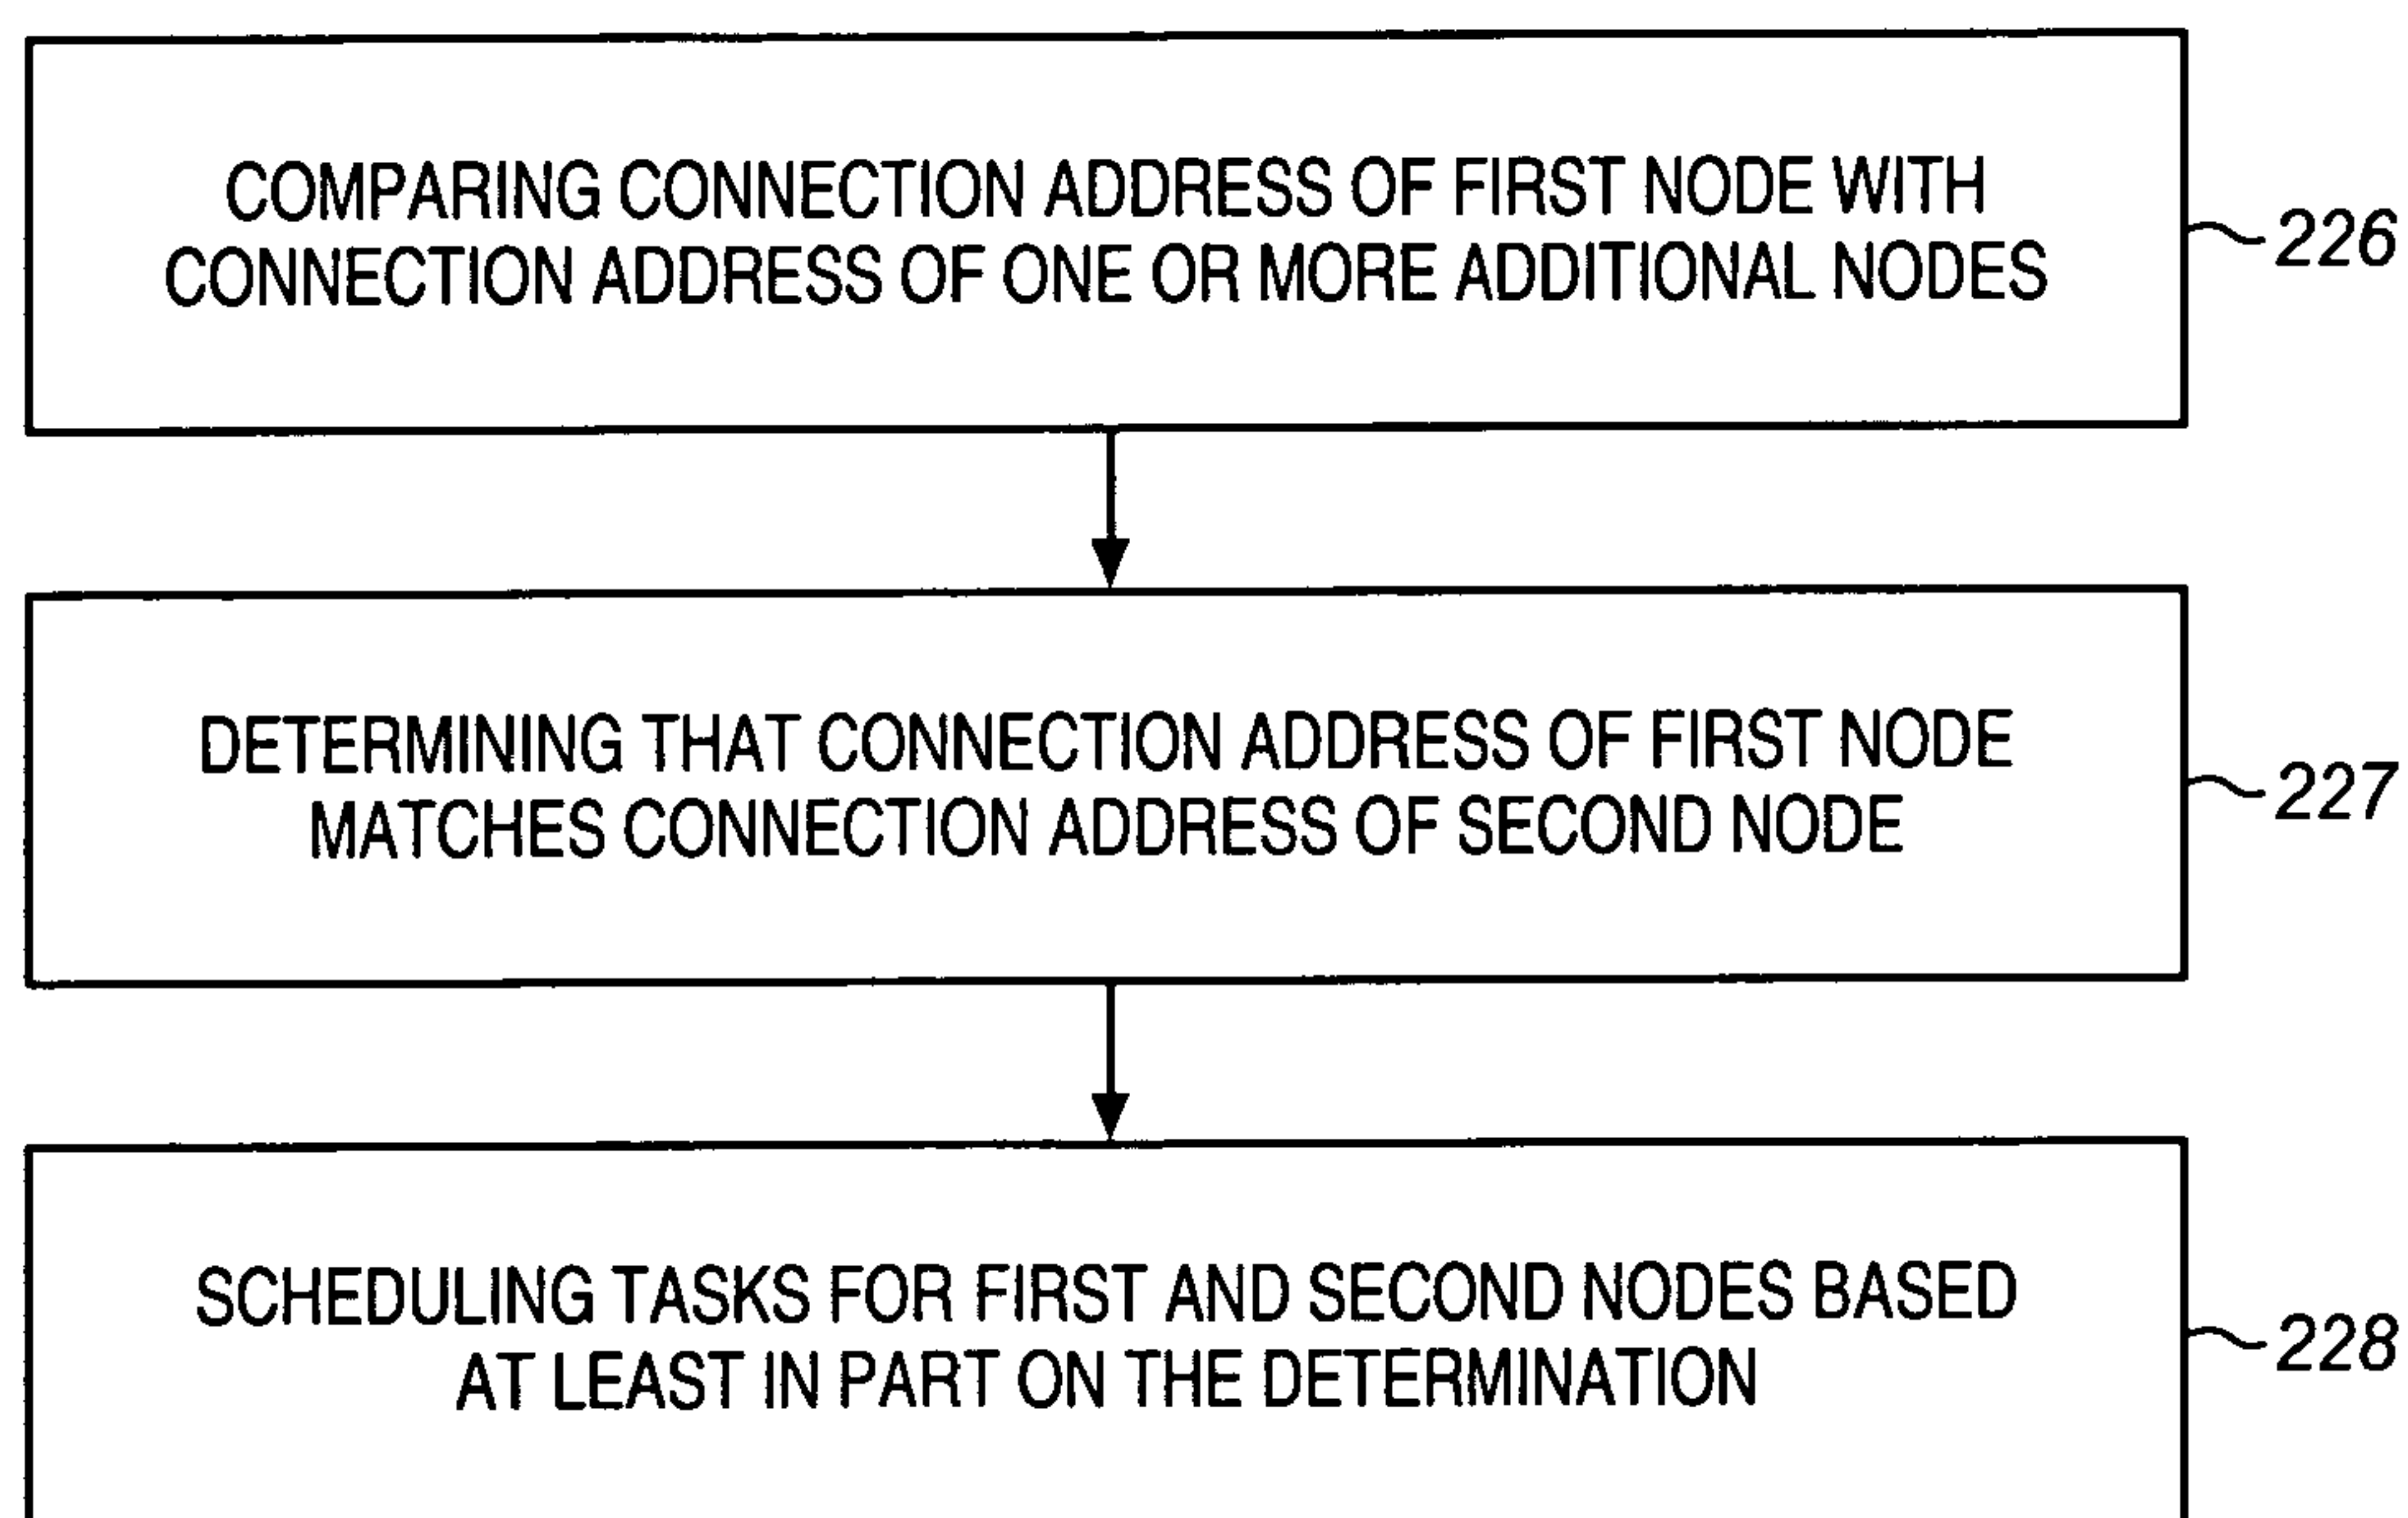 COMPARING CONNECTION ADDRESS OF FIRST NODE WITH
CONNECTION ADDRESS OF ONE OR MORE ADDITIONAL NODES
226
DETERMINING THAT CONNECTION ADDRESS OF FIRST NODE
MATCHES CONNECTION ADDRESS OF SECOND NODE
227
SCHEDULING TASKS FOR FIRST AND SECOND NODES BASED
AT LEAST IN PART ON THE DETERMINATION
228